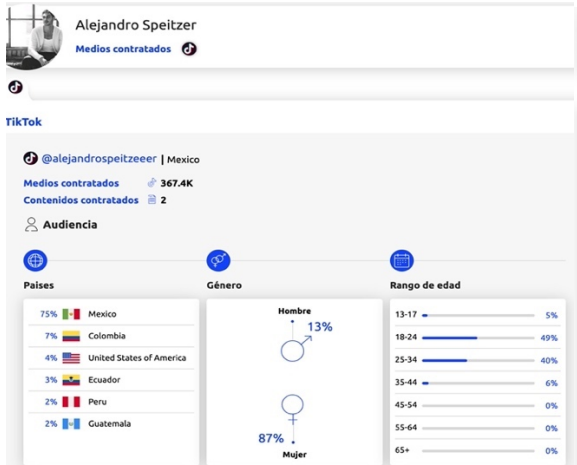 Alejandro Speitzer
Medios contratados
TikTok
@alejandrospeitzeeer | Mexico
Medios contratados 367.4K
Contenidos contratados 2
Audiencia
Paises
75% Mexico
7% Colombia
4% United States of America
3% Ecuador
2% Peru
2% Guatemala
Género
Hombre
13%
87%
Mujer
Rango de edad
13-17 5%
18-24 49%
25-34 40%
35-44 6%
45-54 0%
55-64 0%
65+ 0%